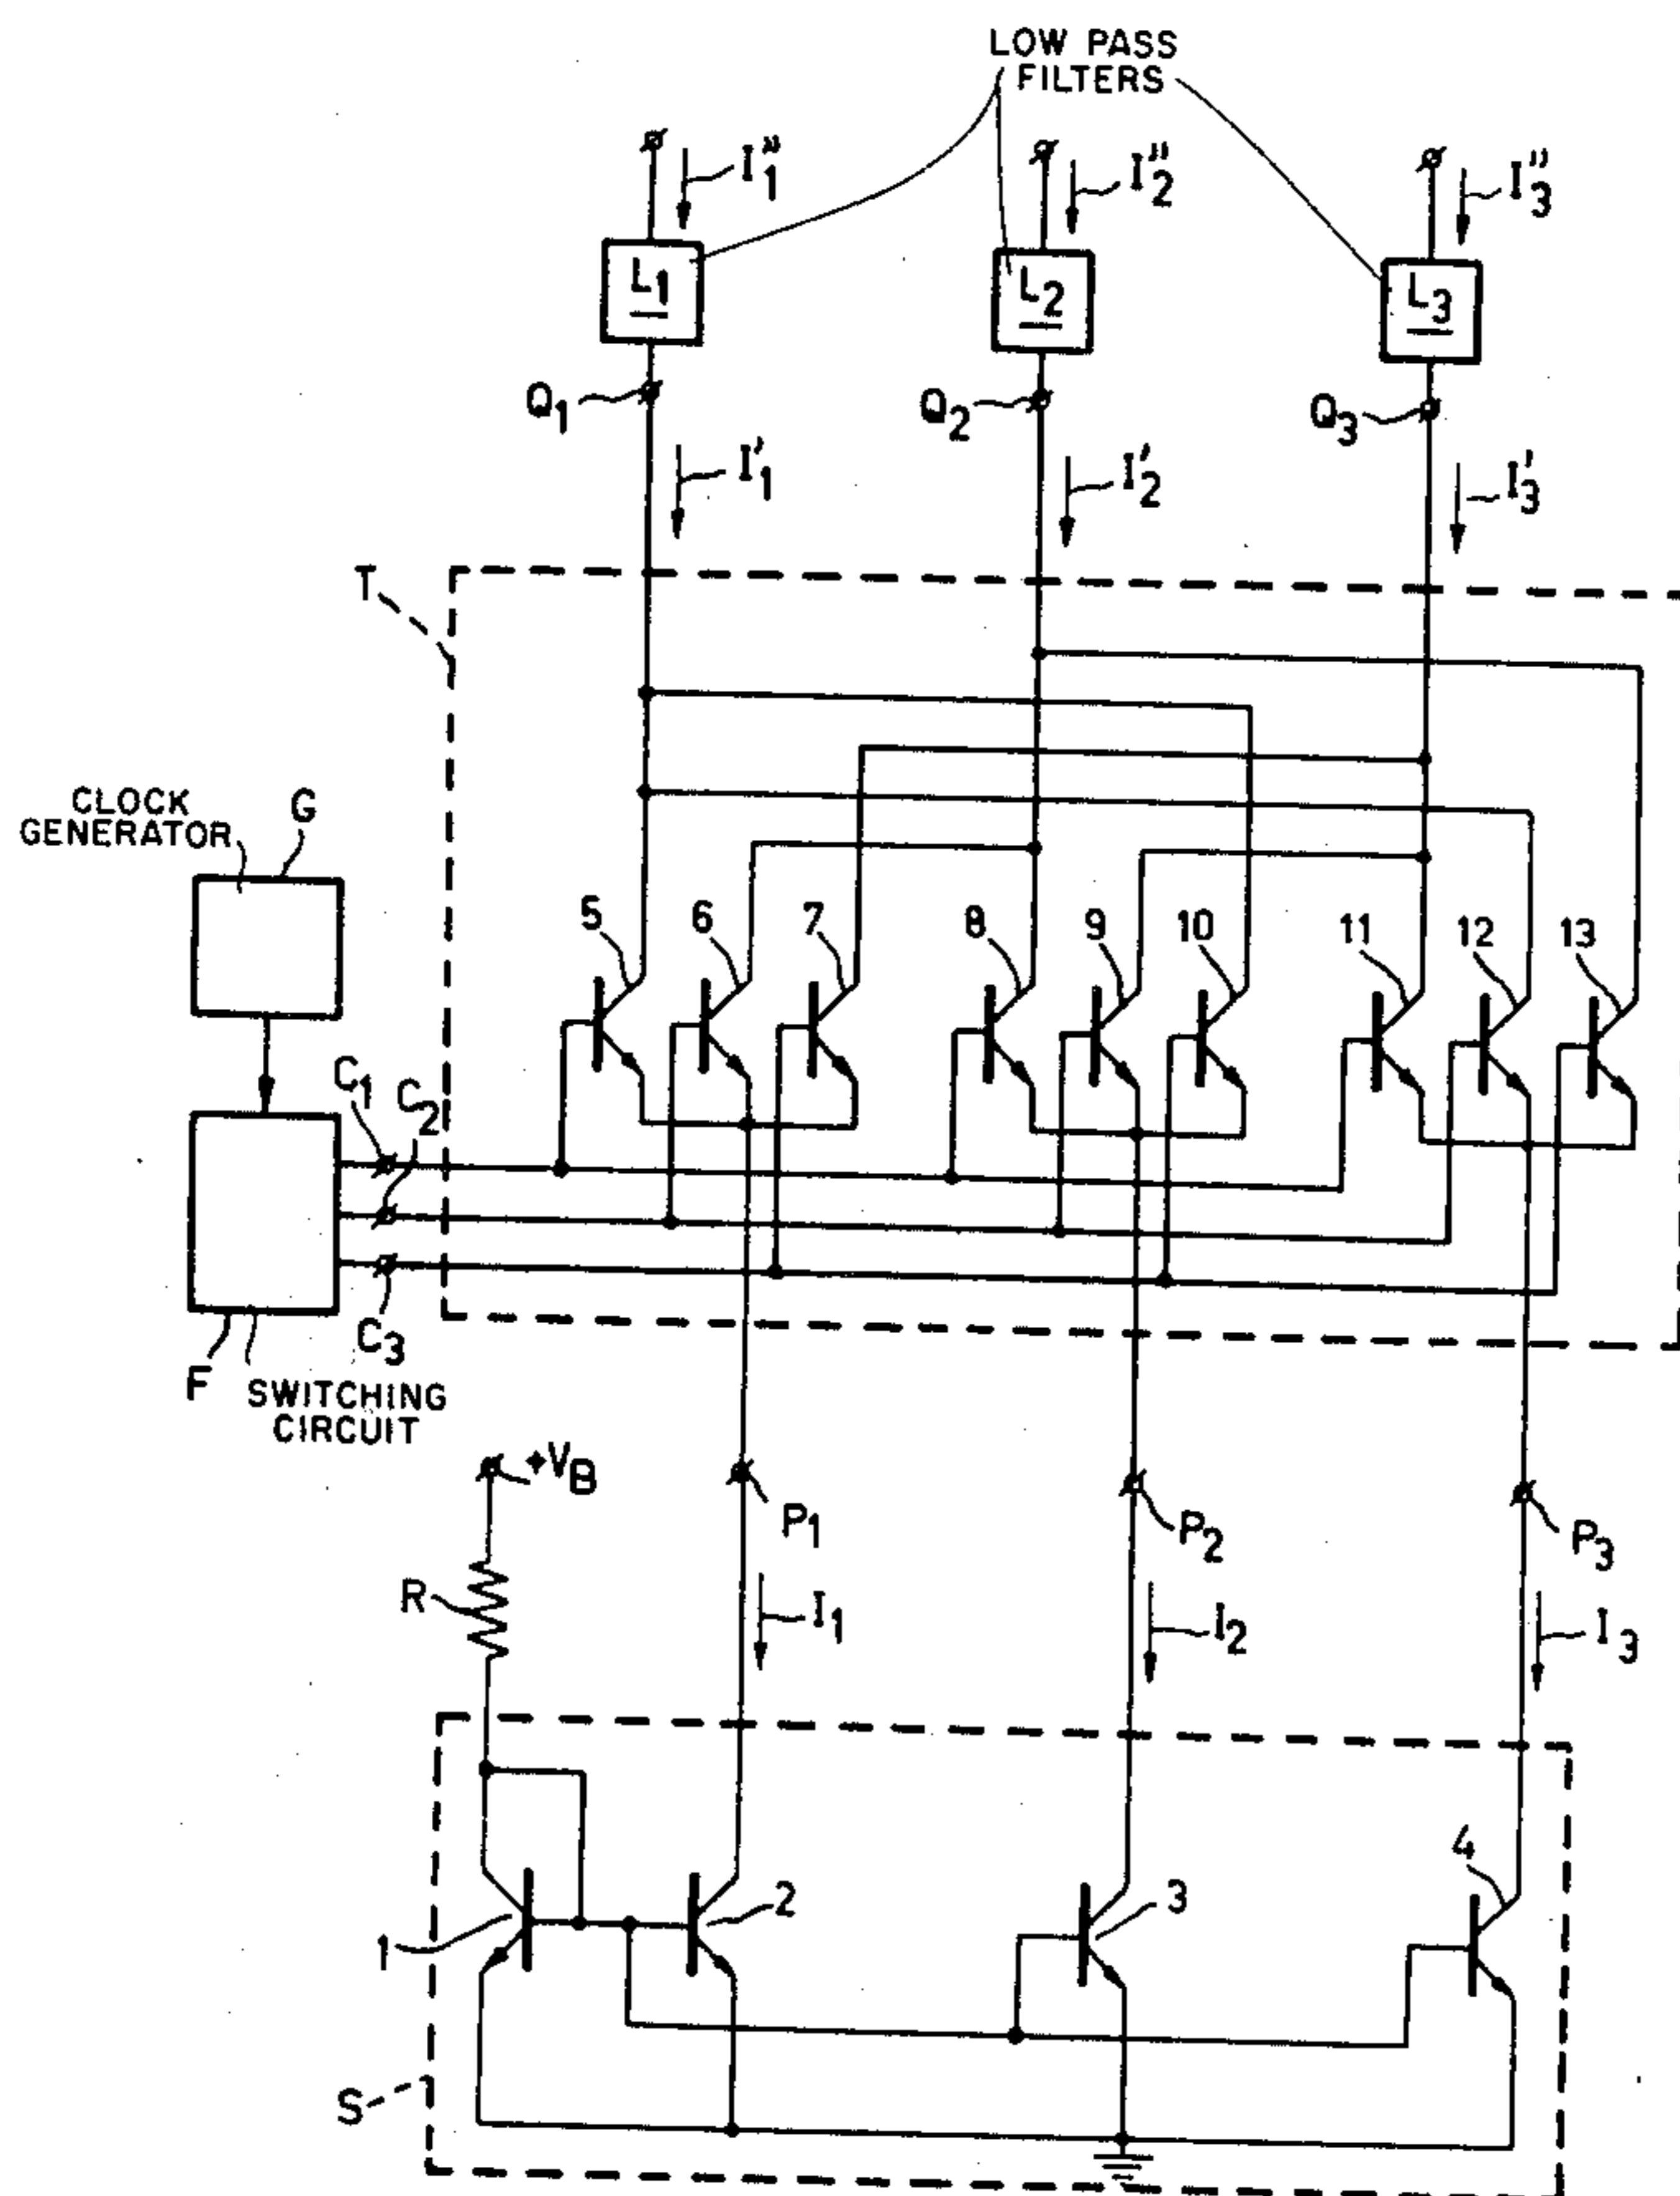 LOW PASS
FILTERS
I"1
I"2
I"3
L1
L2
L3
Q1
Q2
Q3
I'1
I'2
I'3
T
CLOCK
GENERATOR
G
5
6
7
8
9
10
11
12
13
C1
C2
C3
F
SWITCHING
CIRCUIT
+VB
P1
P2
P3
R
I1
I2
I3
1
2
3
4
S